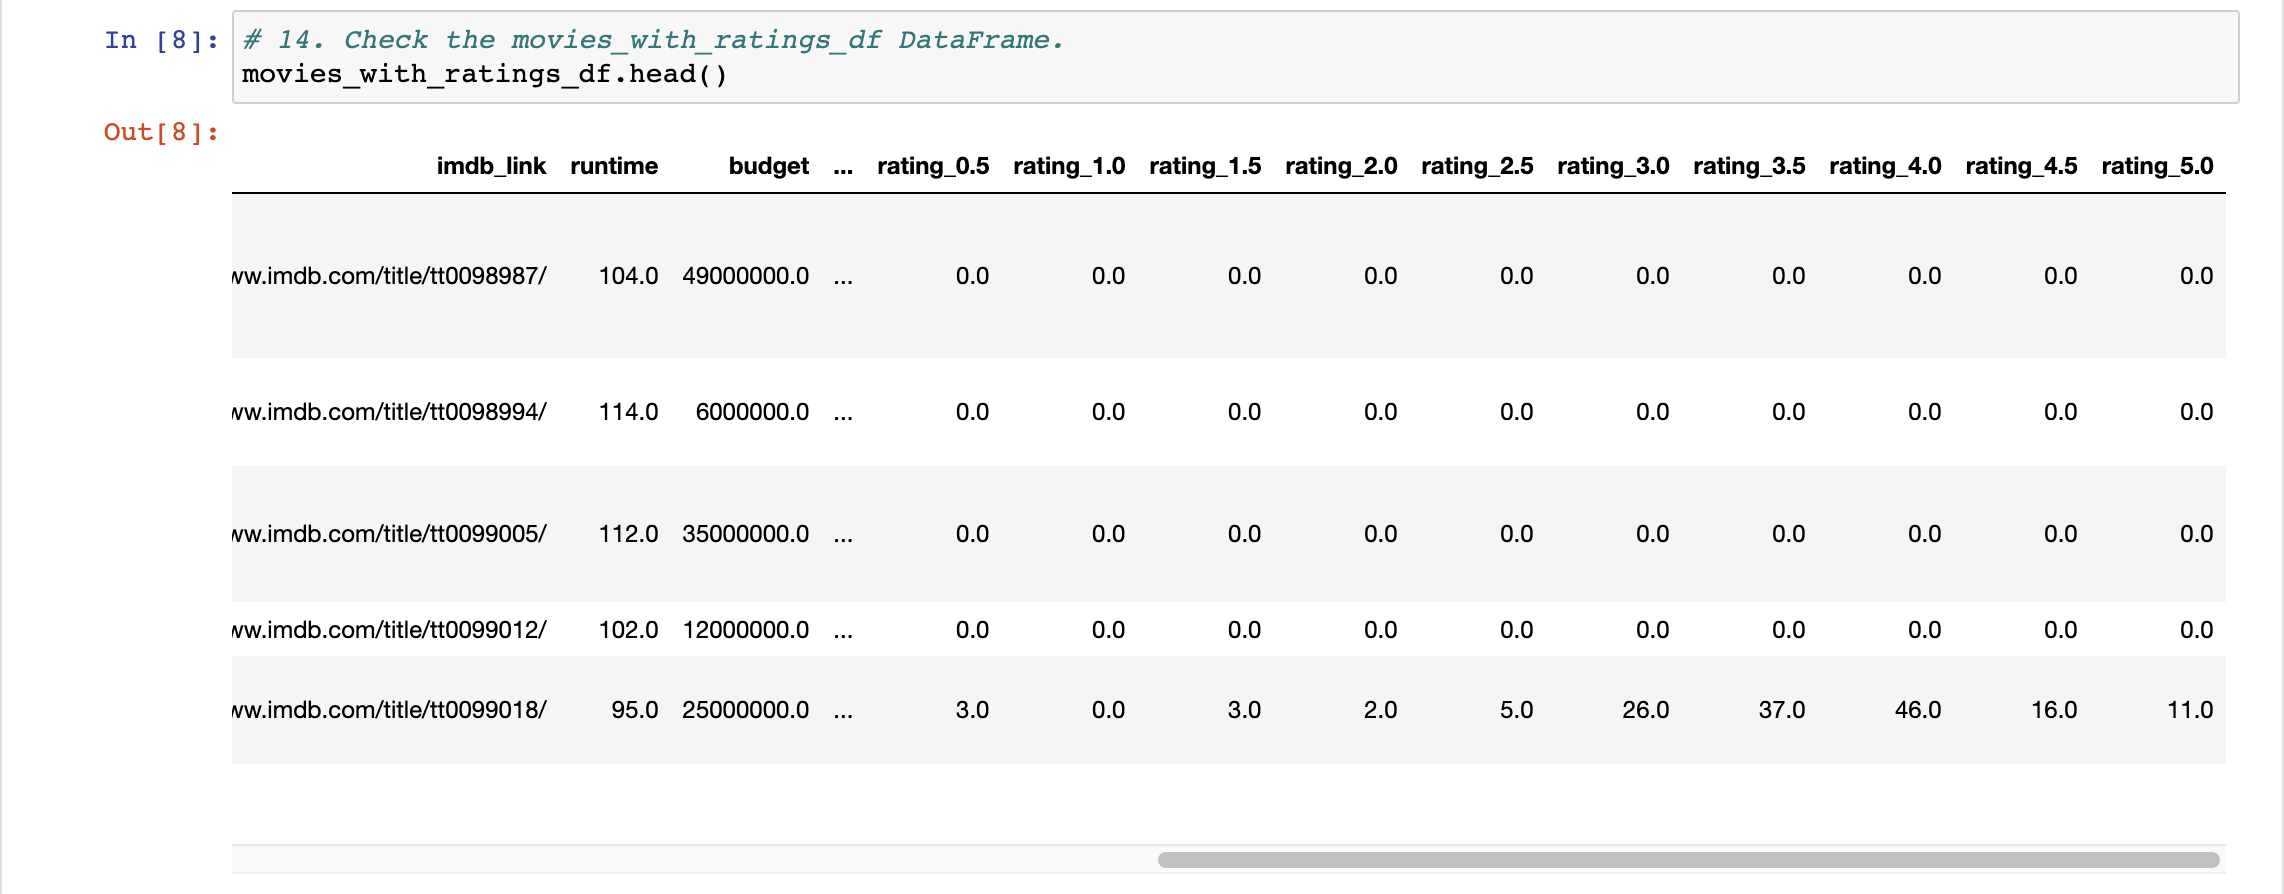 In [8]: # 14. Check the movies_with_ratings_df DataFrame.
movies_with_ratings_df.head()
Out[8]:
imdb_link runtime budget ... rating_0.5 rating_1.0 rating_1.5 rating_2.0 rating_2.5 rating_3.0 rating_3.5 rating_4.0 rating_4.5 rating_5.0
ww.imdb.com/title/tt0098987/ 104.0 49000000.0 ... 0.0 0.0 0.0 0.0 0.0 0.0 0.0 0.0 0.0 0.0
ww.imdb.com/title/tt0098994/ 114.0 6000000.0 ... 0.0 0.0 0.0 0.0 0.0 0.0 0.0 0.0 0.0 0.0
ww.imdb.com/title/tt0099005/ 112.0 35000000.0 ... 0.0 0.0 0.0 0.0 0.0 0.0 0.0 0.0 0.0 0.0
ww.imdb.com/title/tt0099012/ 102.0 12000000.0 ... 0.0 0.0 0.0 0.0 0.0 0.0 0.0 0.0 0.0 0.0
ww.imdb.com/title/tt0099018/ 95.0 25000000.0 ... 3.0 0.0 3.0 2.0 5.0 26.0 37.0 46.0 16.0 11.0